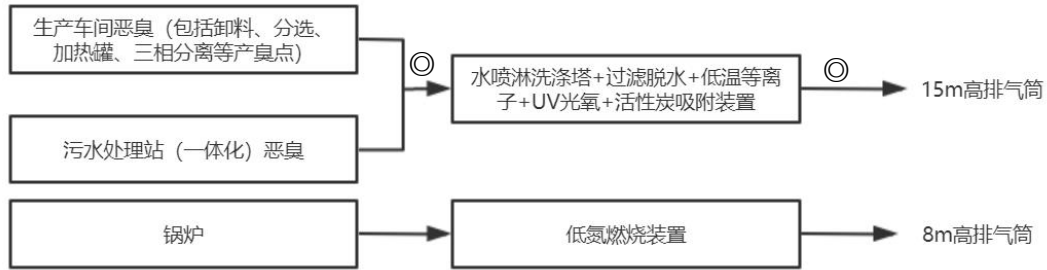 生产车间恶臭（包括卸料、分选、
加热罐、三相分离等产臭点）
◎
水喷淋洗涤塔+过滤脱水+低温等离
子+UV光氧+活性炭吸附装置
◎
15m高排气筒
污水处理站（一体化）恶臭
锅炉
低氮燃烧装置
8m高排气筒